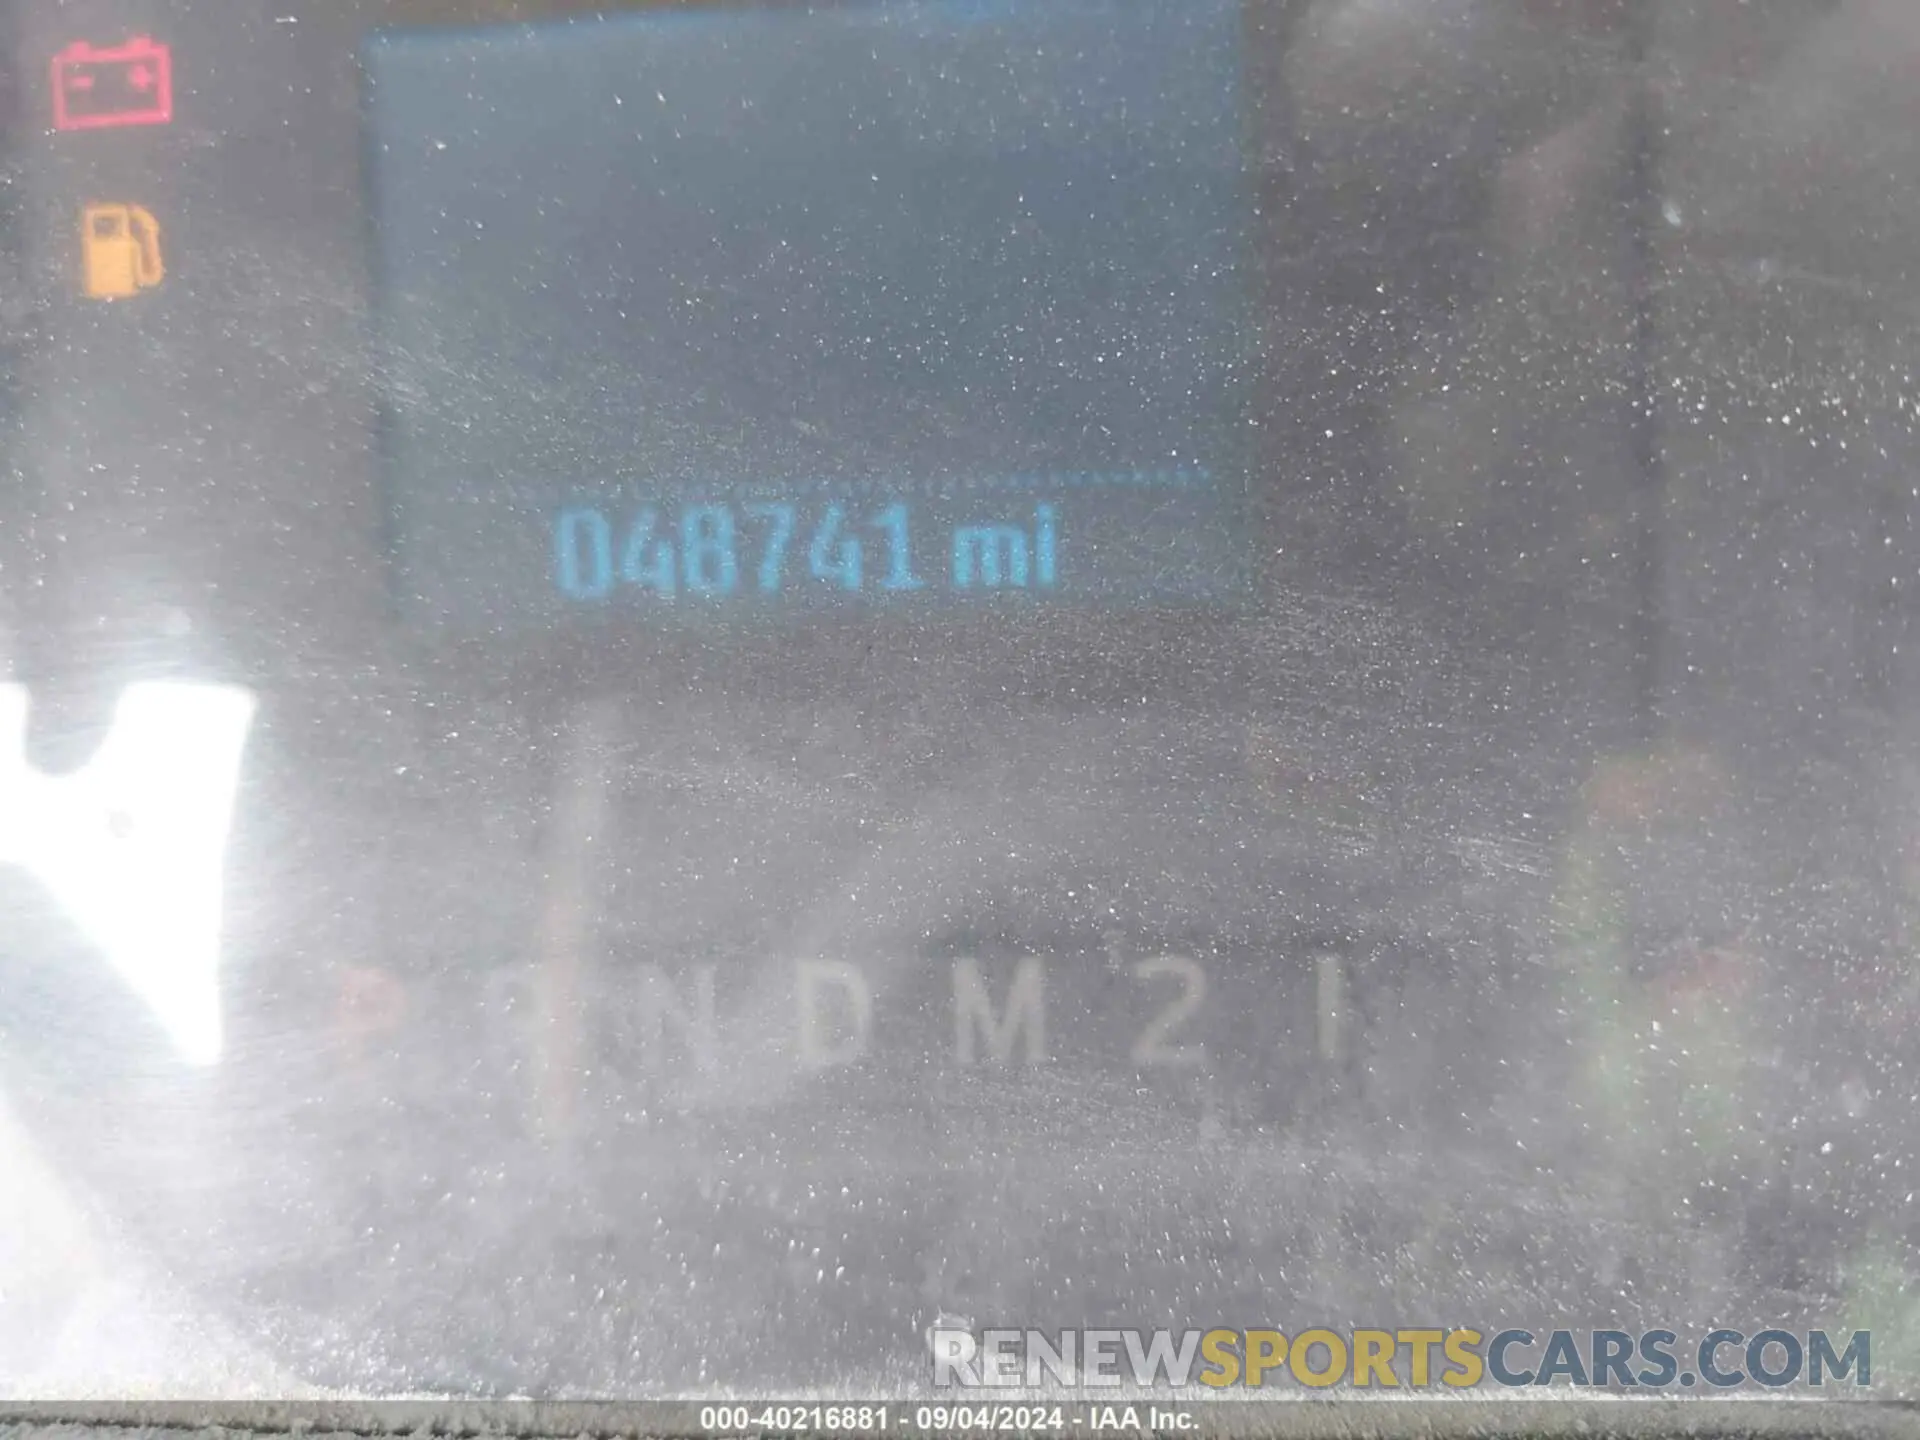 048741 mi
P R N D M 2 1
RENEWSPORTSCARS.COM
000-40216881 - 09/04/2024 - IAA Inc.